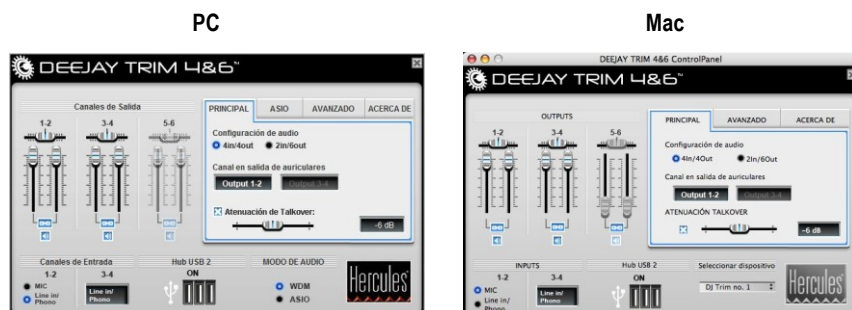 PC
Mac
DEEJAY TRIM 4&6™
Canales de Salida
1-2
3-4
5-6
PRINCIPAL
ASIO
AVANZADO
ACERCA DE
Configuración de audio
4in/4out
2in/6out
Canal en salida de auriculares
Output 1-2
Output 3-4
Atenuación de Talkover:
-6 dB
Canales de Entrada
1-2
3-4
MIC
Line in/
Phono
Line in/
Phono
Hub USB 2
ON
MODO DE AUDIO
WDM
ASIO
Hercules
DEEJAY TRIM 4&6 ControlPanel
DEEJAY TRIM 4&6™
OUTPUTS
1-2
3-4
5-6
PRINCIPAL
AVANZADO
ACERCA DE
Configuración de audio
4In/4Out
2In/6Out
Canal en salida de auriculares
Output 1-2
Output 3-4
ATENUACIÓN TALKOVER
-6 dB
INPUTS
1-2
3-4
MIC
Line in/
Phono
Line in/
Phono
Hub USB 2
ON
Seleccionar dispositivo
DJ Trim no. 1
Hercules